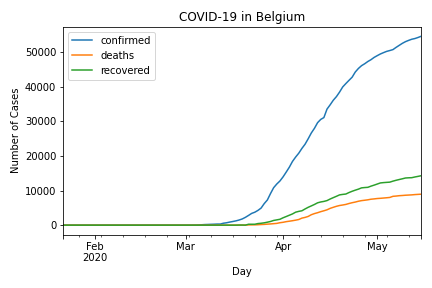 COVID-19 in Belgium
confirmed
deaths
recovered
Number of Cases
50000
40000
30000
20000
10000
0
Feb
2020
Mar
Apr
May
Day